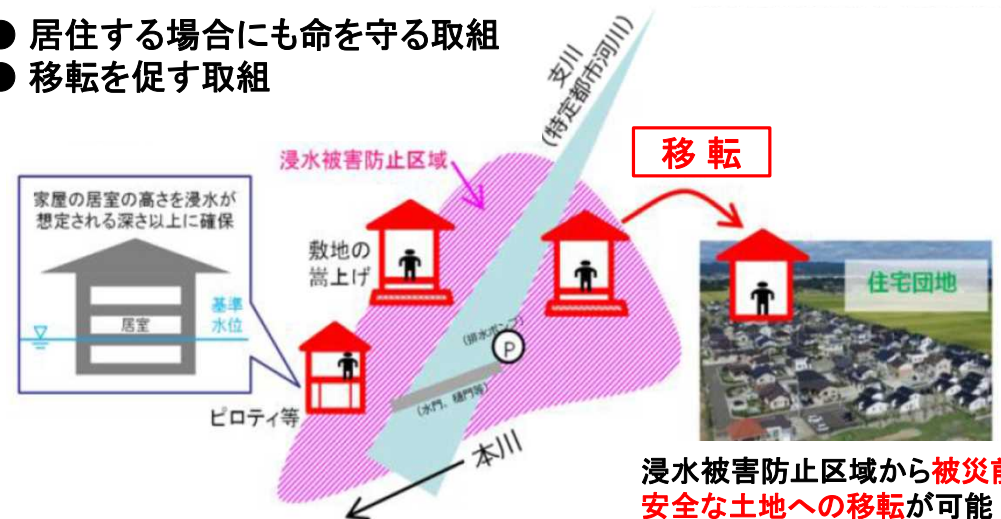 ● 居住する場合にも命を守る取組
● 移転を促す取組
支川
(特定都市河川)
移 転
浸水被害防止区域
家屋の居室の高さを浸水が
想定される深さ以上に確保
居室
基準
水位
敷地の
嵩上げ
住宅団地
(排水ポンプ)
P
(水門、樋門等)
ピロティ等
本川
浸水被害防止区域から被災前
安全な土地への移転が可能